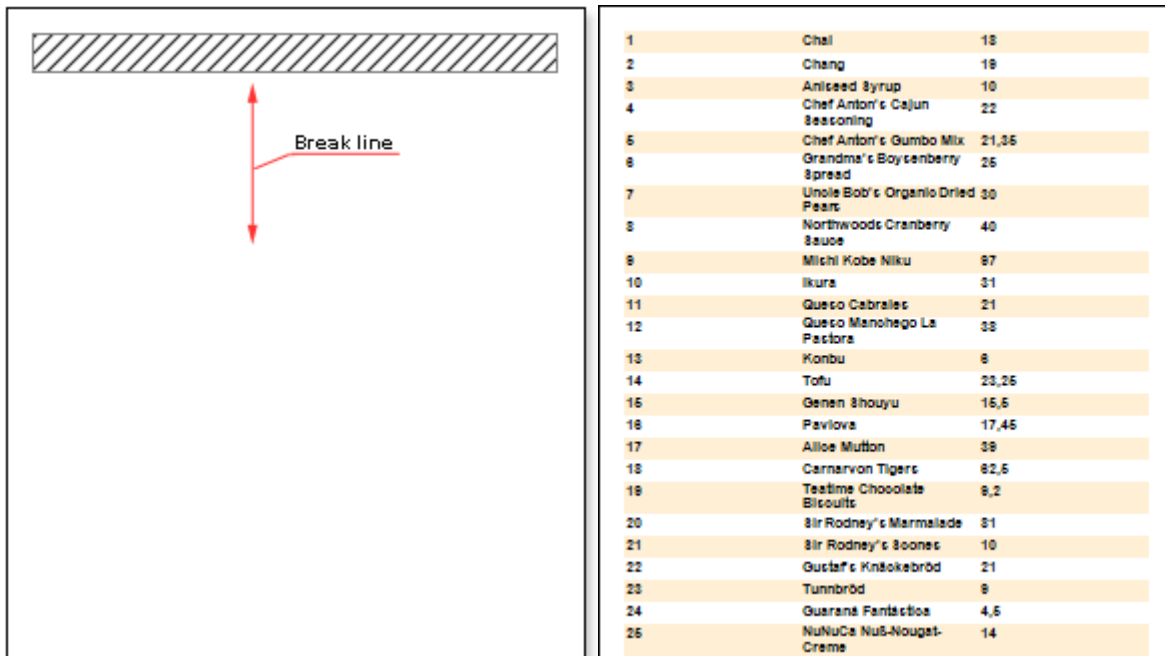 Break line
1 Chai 18
2 Chang 19
3 Aniseed Syrup 10
4 Chef Anton's Cajun 22
Seasoning
5 Chef Anton's Gumbo Mix 21,35
6 Grandma's Boysenberry 25
Spread
7 Uncle Bob's Organic Dried 30
Pears
8 Northwoods Cranberry 40
Sauce
9 Mishi Kobe Niku 97
10 Ikura 31
11 Queso Cabrales 21
12 Queso Manchego La 38
Pastora
13 Konbu 6
14 Tofu 23,25
15 Genen Shouyu 15,5
16 Pavlova 17,45
17 Alice Mutton 39
18 Carnarvon Tigers 62,5
19 Teatime Chocolate 9,2
Biscuits
20 Sir Rodney's Marmalade 81
21 Sir Rodney's Scones 10
22 Gustaf's Knäckebröd 21
23 Tunnbröd 9
24 Guaraná Fantástica 4,5
25 NuNuCa Nuß-Nougat- 14
Creme